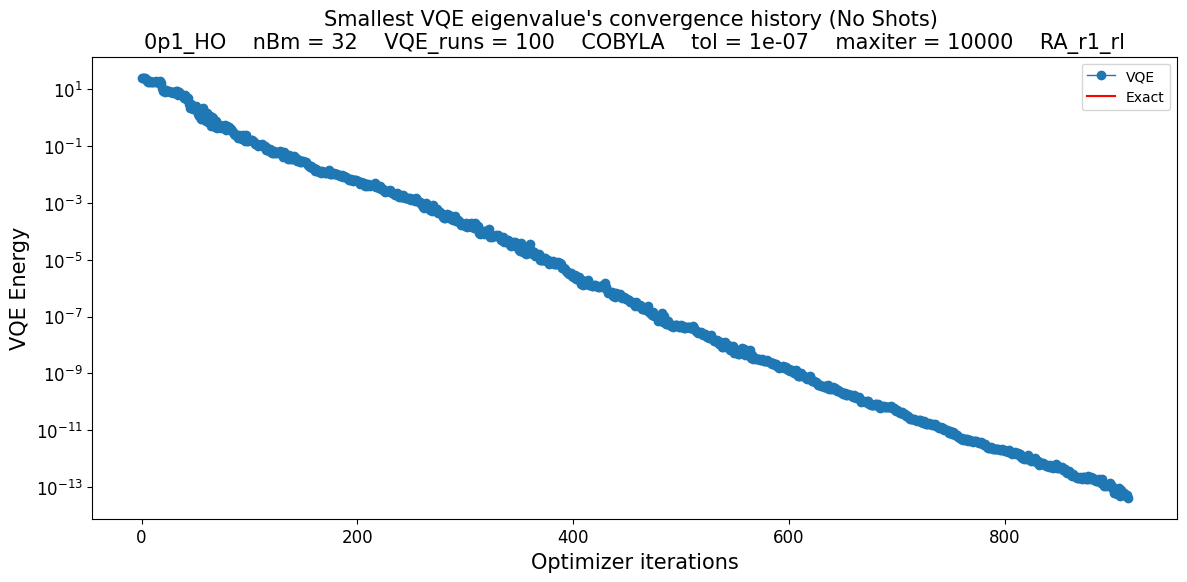 Smallest VQE eigenvalue's convergence history (No Shots)
0p1_HO    nBm = 32    VQE_runs = 100    COBYLA    tol = 1e-07    maxiter = 10000    RA_r1_rl
VQE
Exact
VQE Energy
10^1
10^-1
10^-3
10^-5
10^-7
10^-9
10^-11
10^-13
0 200 400 600 800
Optimizer iterations